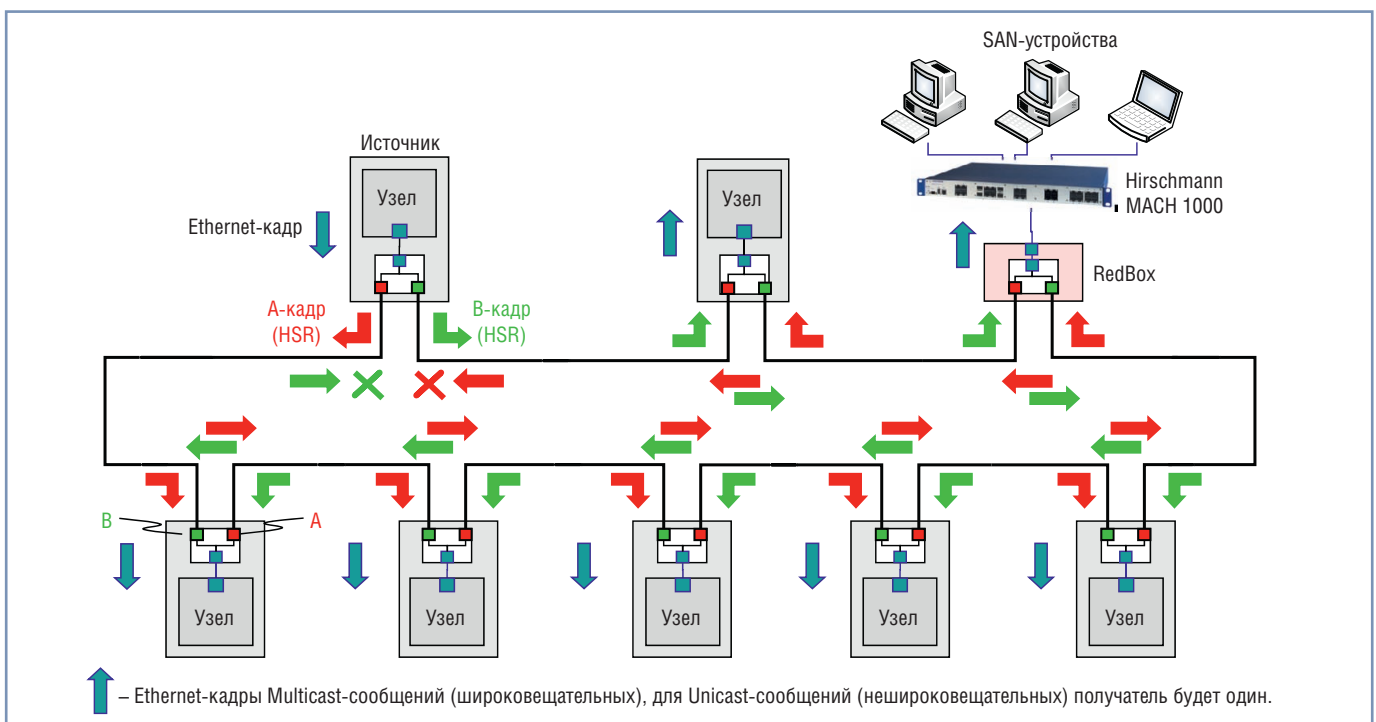 SAN-устройства
Источник
Узел
Узел
Hirschmann
MACH 1000
Ethernet-кадр
RedBox
А-кадр
(HSR)
В-кадр
(HSR)
В
А
Узел
Узел
Узел
Узел
Узел
– Ethernet-кадры Multicast-сообщений (широковещательных), для Unicast-сообщений (нешироковещательных) получатель будет один.